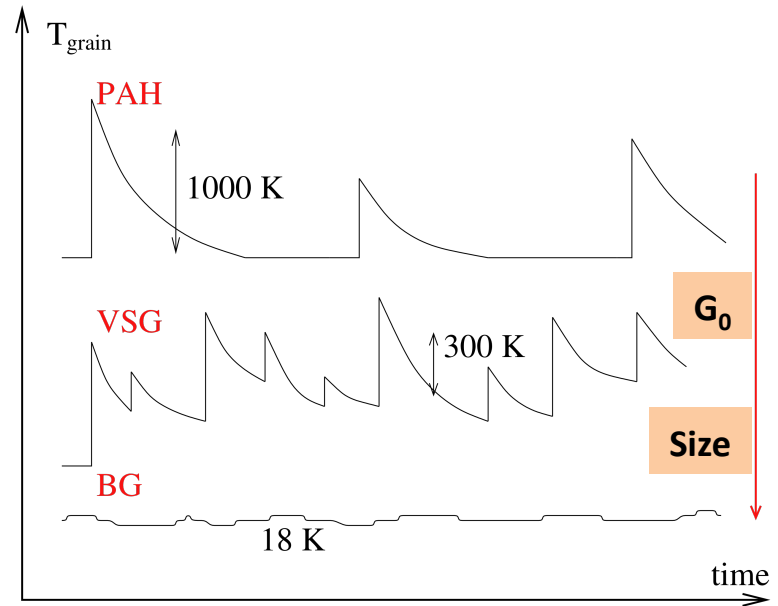 T_grain
PAH
1000 K
G_0
VSG
300 K
Size
BG
18 K
time